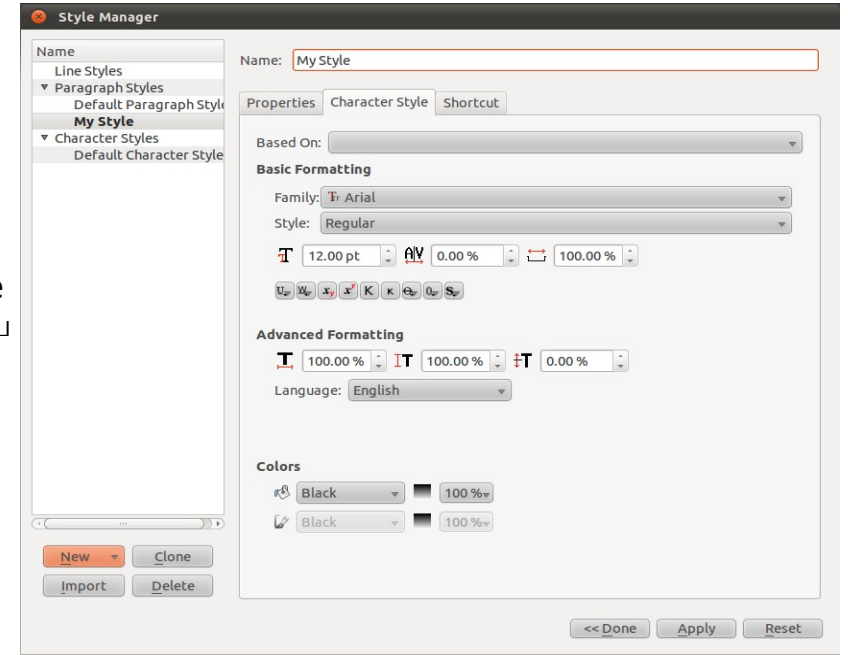 Style Manager
Name
Line Styles
Paragraph Styles
Default Paragraph Style
My Style
Character Styles
Default Character Style
New
Clone
Import
Delete
Name: My Style
Properties Character Style Shortcut
Based On:
Basic Formatting
Family: Arial
Style: Regular
12.00 pt 0.00 % 100.00 %
Advanced Formatting
100.00 % 100.00 % 0.00 %
Language: English
Colors
Black 100 %
Black 100 %
<< Done Apply Reset
e